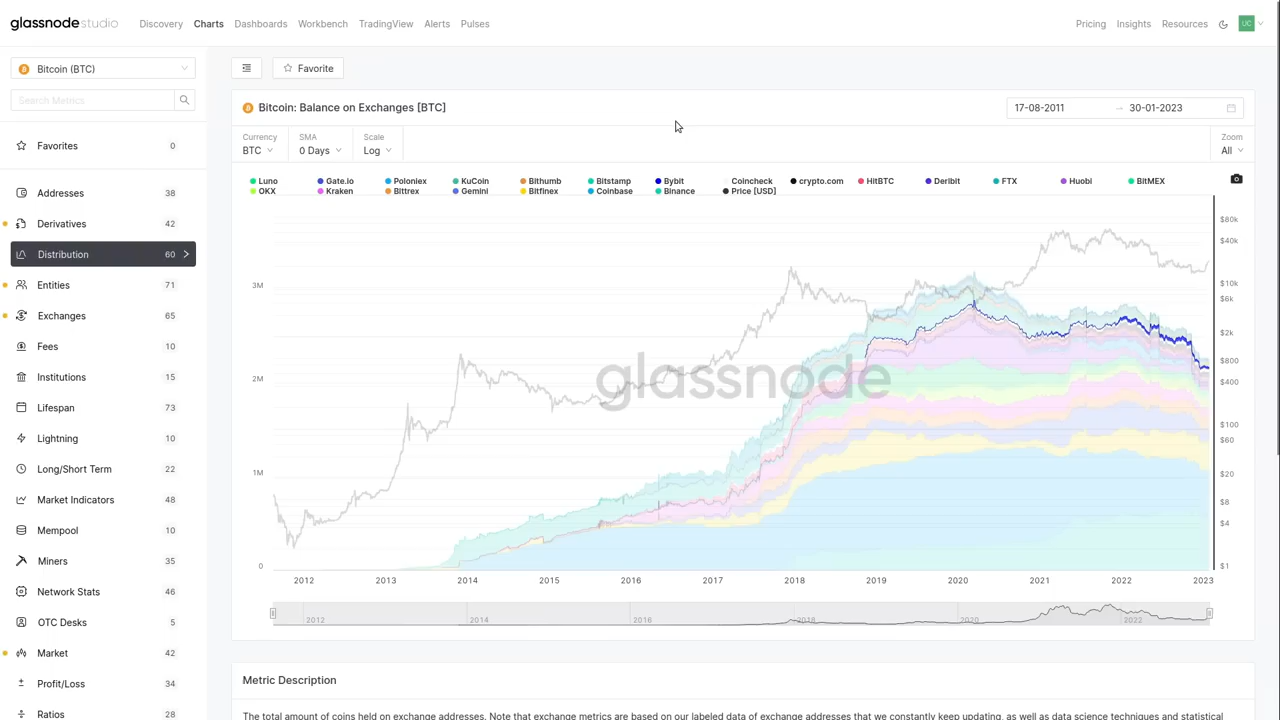 glassnode studio Discovery Charts Dashboards Workbench TradingView Alerts Pulses Pricing Insights Resources UC
Bitcoin (BTC)
Search Metrics
Favorites 0
Addresses 38
Derivatives 42
Distribution 60
Entities 71
Exchanges 65
Fees 10
Institutions 15
Lifespan 73
Lightning 10
Long/Short Term 22
Market Indicators 48
Mempool 10
Miners 35
Network Stats 46
OTC Desks 5
Market 42
Profit/Loss 34
Ratios 28
Favorite
Bitcoin: Balance on Exchanges [BTC] 17-08-2011 → 30-01-2023
Currency SMA Scale Zoom
BTC 0 Days Log All
Luno Gate.io Poloniex KuCoin Bithumb Bitstamp Bybit Coincheck crypto.com HitBTC Deribit FTX Huobi BitMEX
OKX Kraken Bittrex Gemini Bitfinex Coinbase Binance Price [USD]
3M
2M
1M
0
$80k
$40k
$10k
$6k
$2k
$800
$400
$100
$60
$20
$8
$4
$1
glassnode
2012 2013 2014 2015 2016 2017 2018 2019 2020 2021 2022 2023
2012 2014 2016 2018 2020 2022
Metric Description
The total amount of coins held on exchange addresses. Note that exchange metrics are based on our labeled data of exchange addresses that we constantly keep updating, as well as data science techniques and statistical